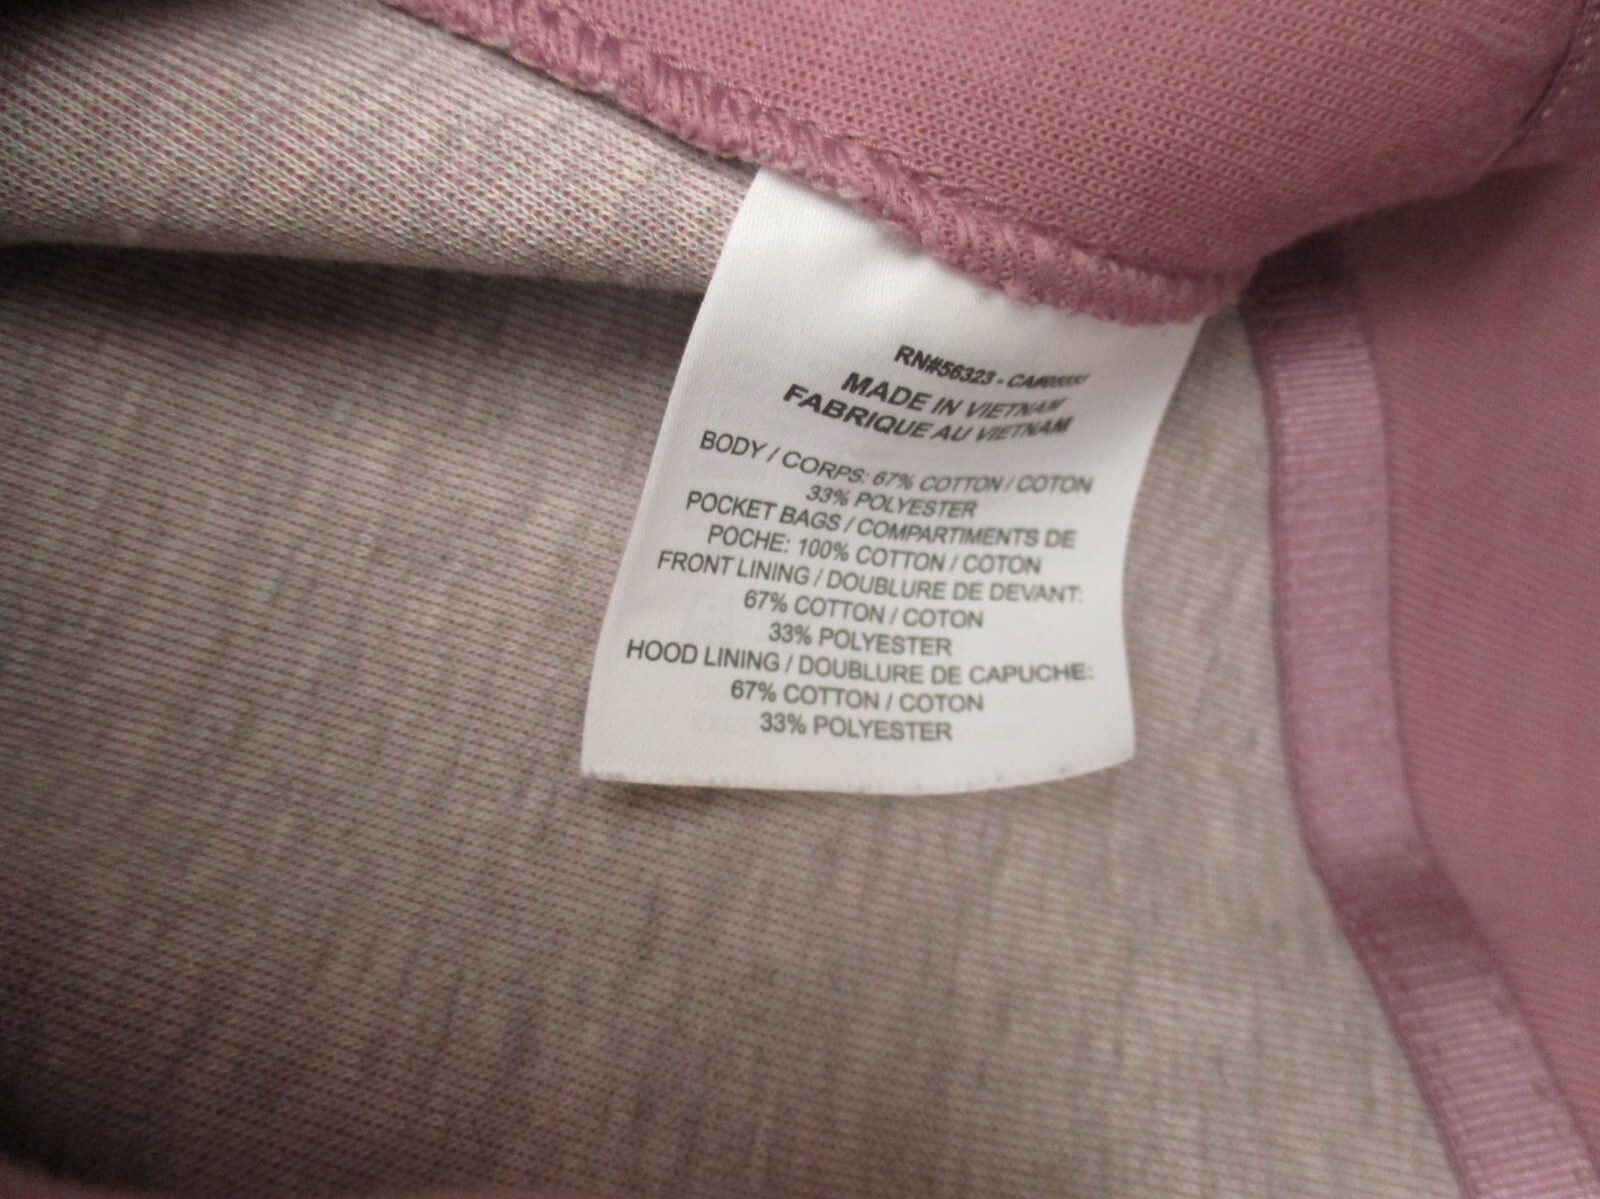 RN#56323 -
MADE IN VIETNAM
FABRIQUE AU VIETNAM
BODY / CORPS: 67% COTTON / COTON
33% POLYESTER
POCKET BAGS / COMPARTIMENTS DE
POCHE: 100% COTTON / COTON
FRONT LINING / DOUBLURE DE DEVANT:
67% COTTON / COTON
33% POLYESTER
HOOD LINING / DOUBLURE DE CAPUCHE:
67% COTTON / COTON
33% POLYESTER